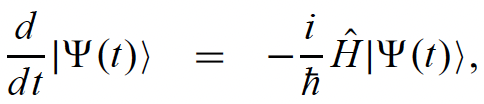 d/dt |Ψ(t)⟩ = −i/ħ Ĥ|Ψ(t)⟩,